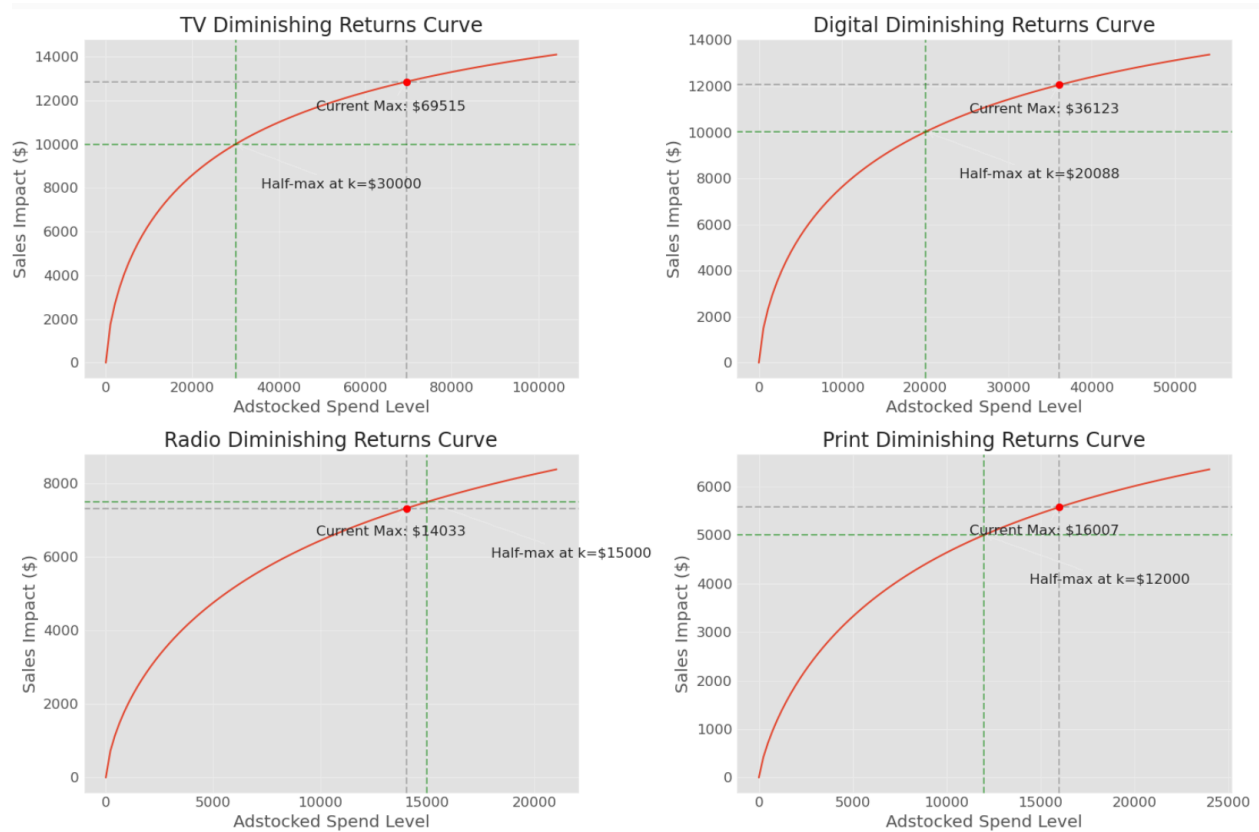 TV Diminishing Returns Curve
Sales Impact ($)
14000
12000
10000
8000
6000
4000
2000
0
Current Max: $69515
Half-max at k=$30000
0 20000 40000 60000 80000 100000
Adstocked Spend Level
Digital Diminishing Returns Curve
Sales Impact ($)
14000
12000
10000
8000
6000
4000
2000
0
Current Max: $36123
Half-max at k=$20088
0 10000 20000 30000 40000 50000
Adstocked Spend Level
Radio Diminishing Returns Curve
Sales Impact ($)
8000
6000
4000
2000
0
Current Max: $14033
Half-max at k=$15000
0 5000 10000 15000 20000
Adstocked Spend Level
Print Diminishing Returns Curve
Sales Impact ($)
6000
5000
4000
3000
2000
1000
0
Current Max: $16007
Half-max at k=$12000
0 5000 10000 15000 20000 25000
Adstocked Spend Level